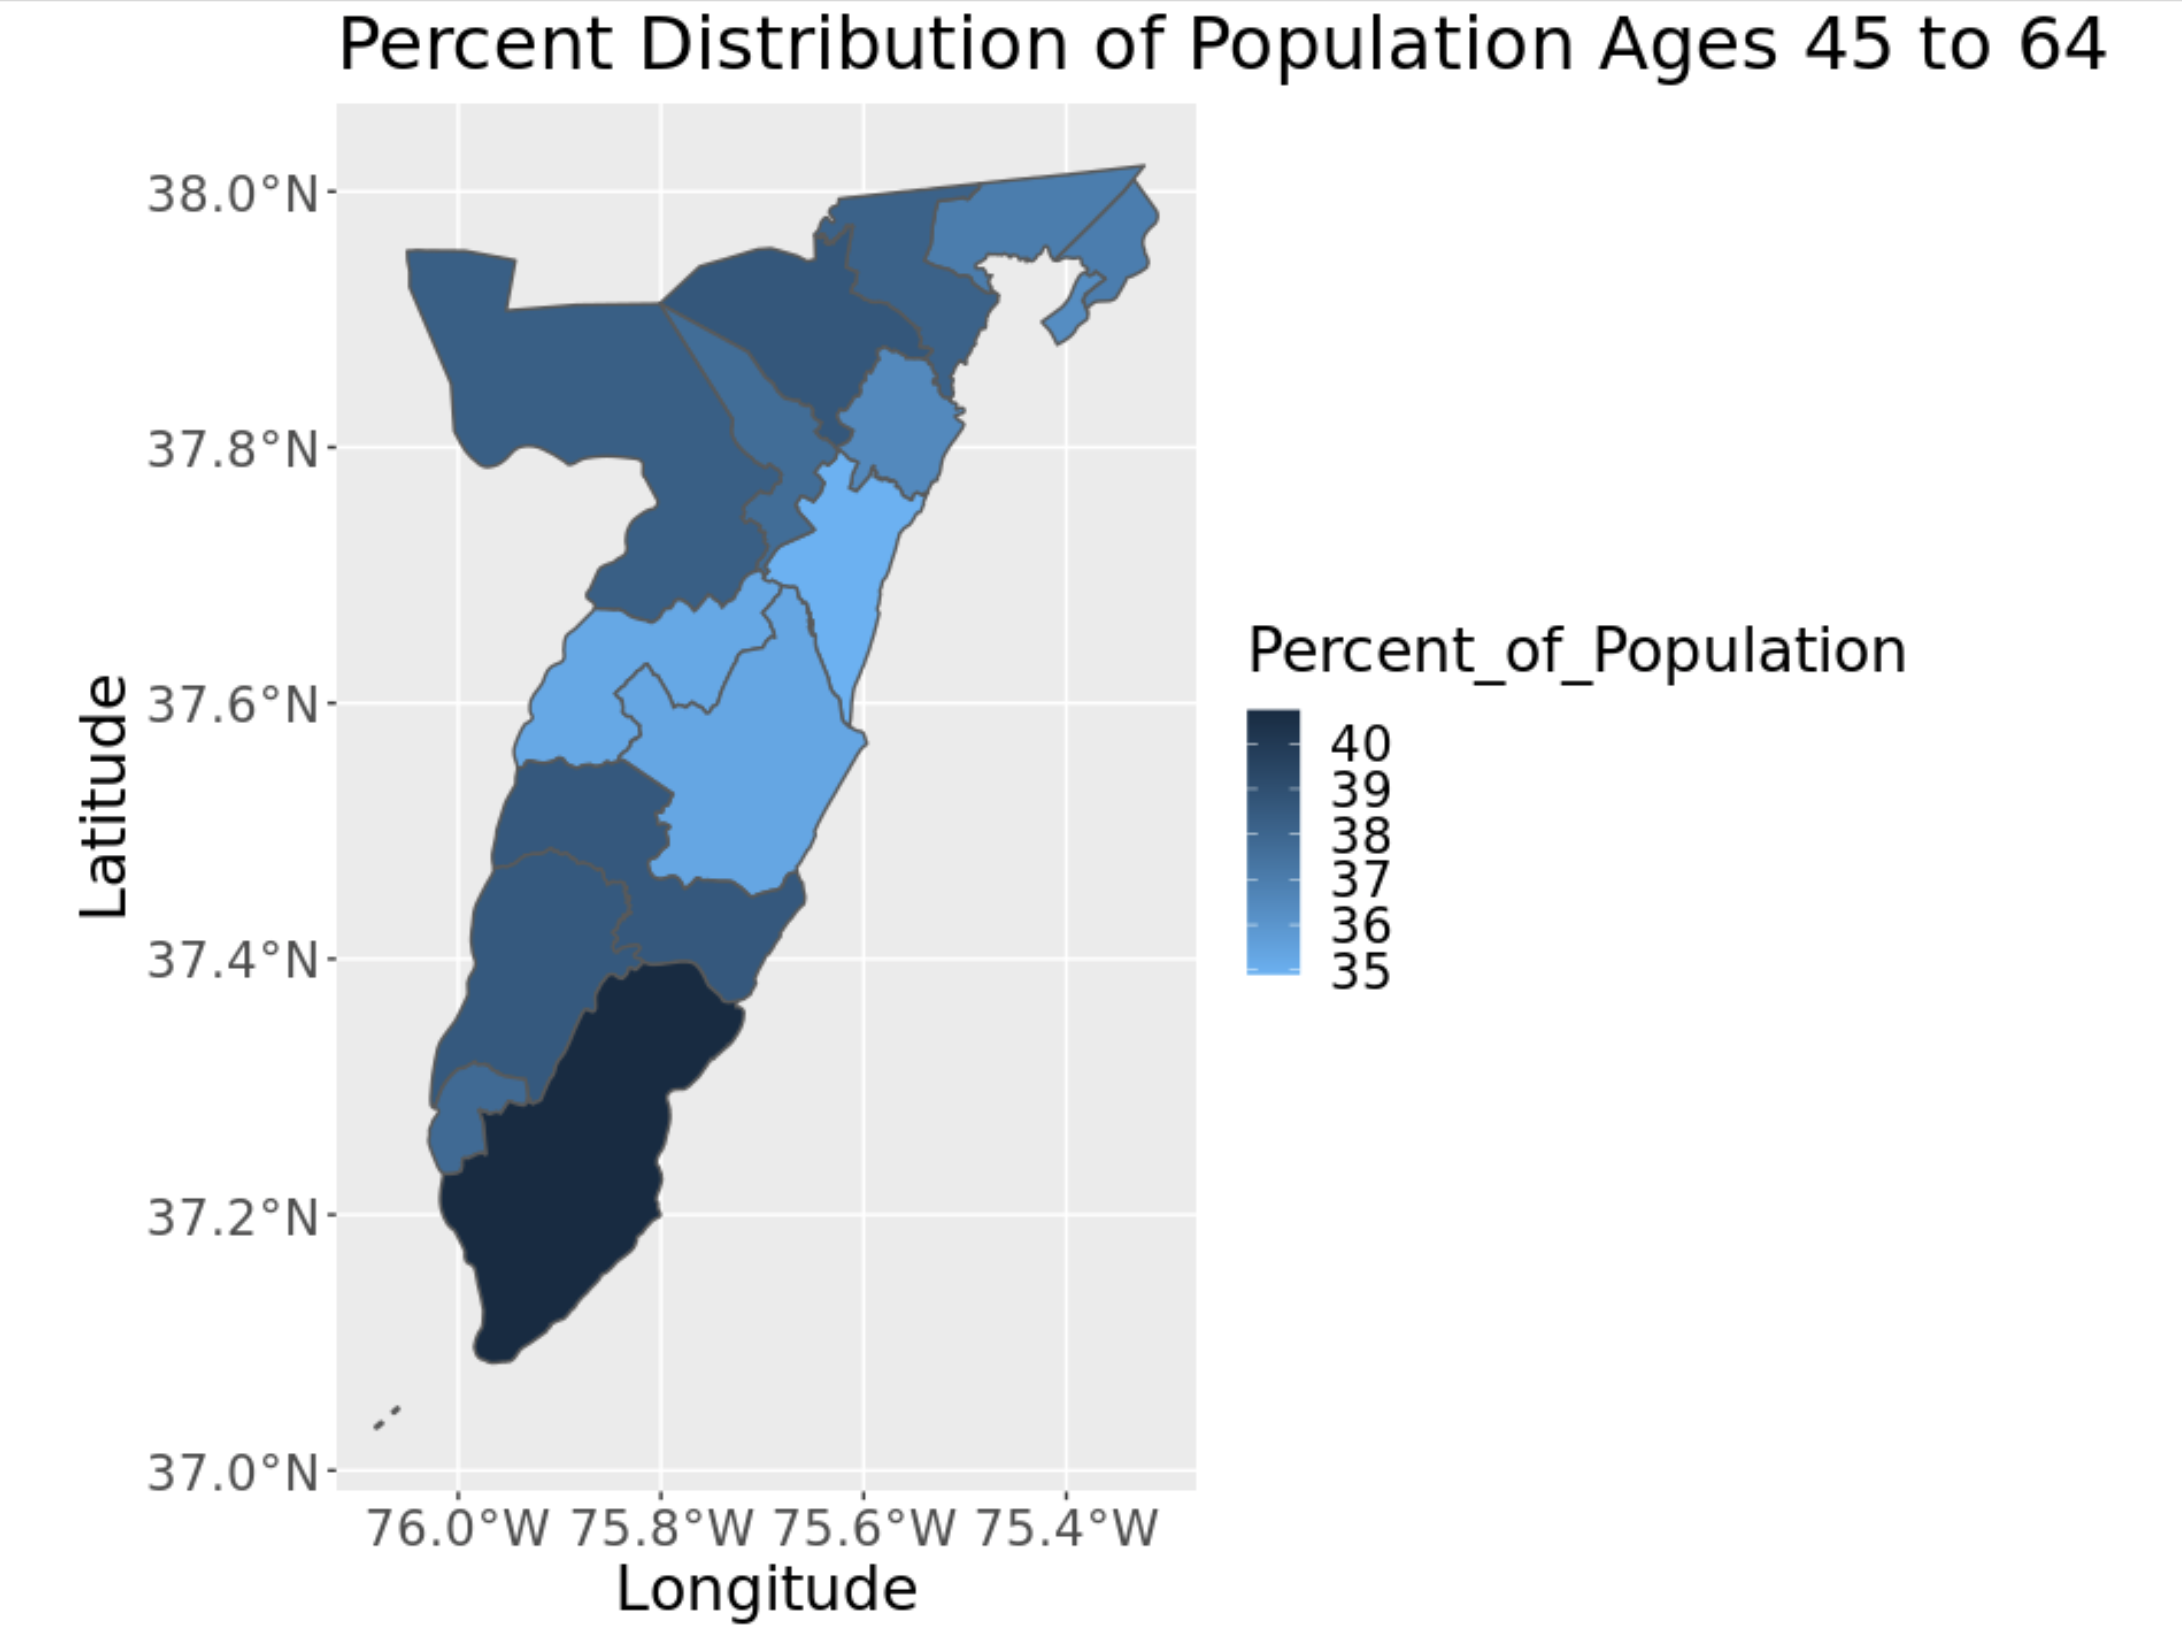 Percent Distribution of Population Ages 45 to 64
38.0°N
37.8°N
37.6°N
37.4°N
37.2°N
37.0°N
Latitude
76.0°W 75.8°W 75.6°W 75.4°W
Longitude
Percent_of_Population
40
39
38
37
36
35